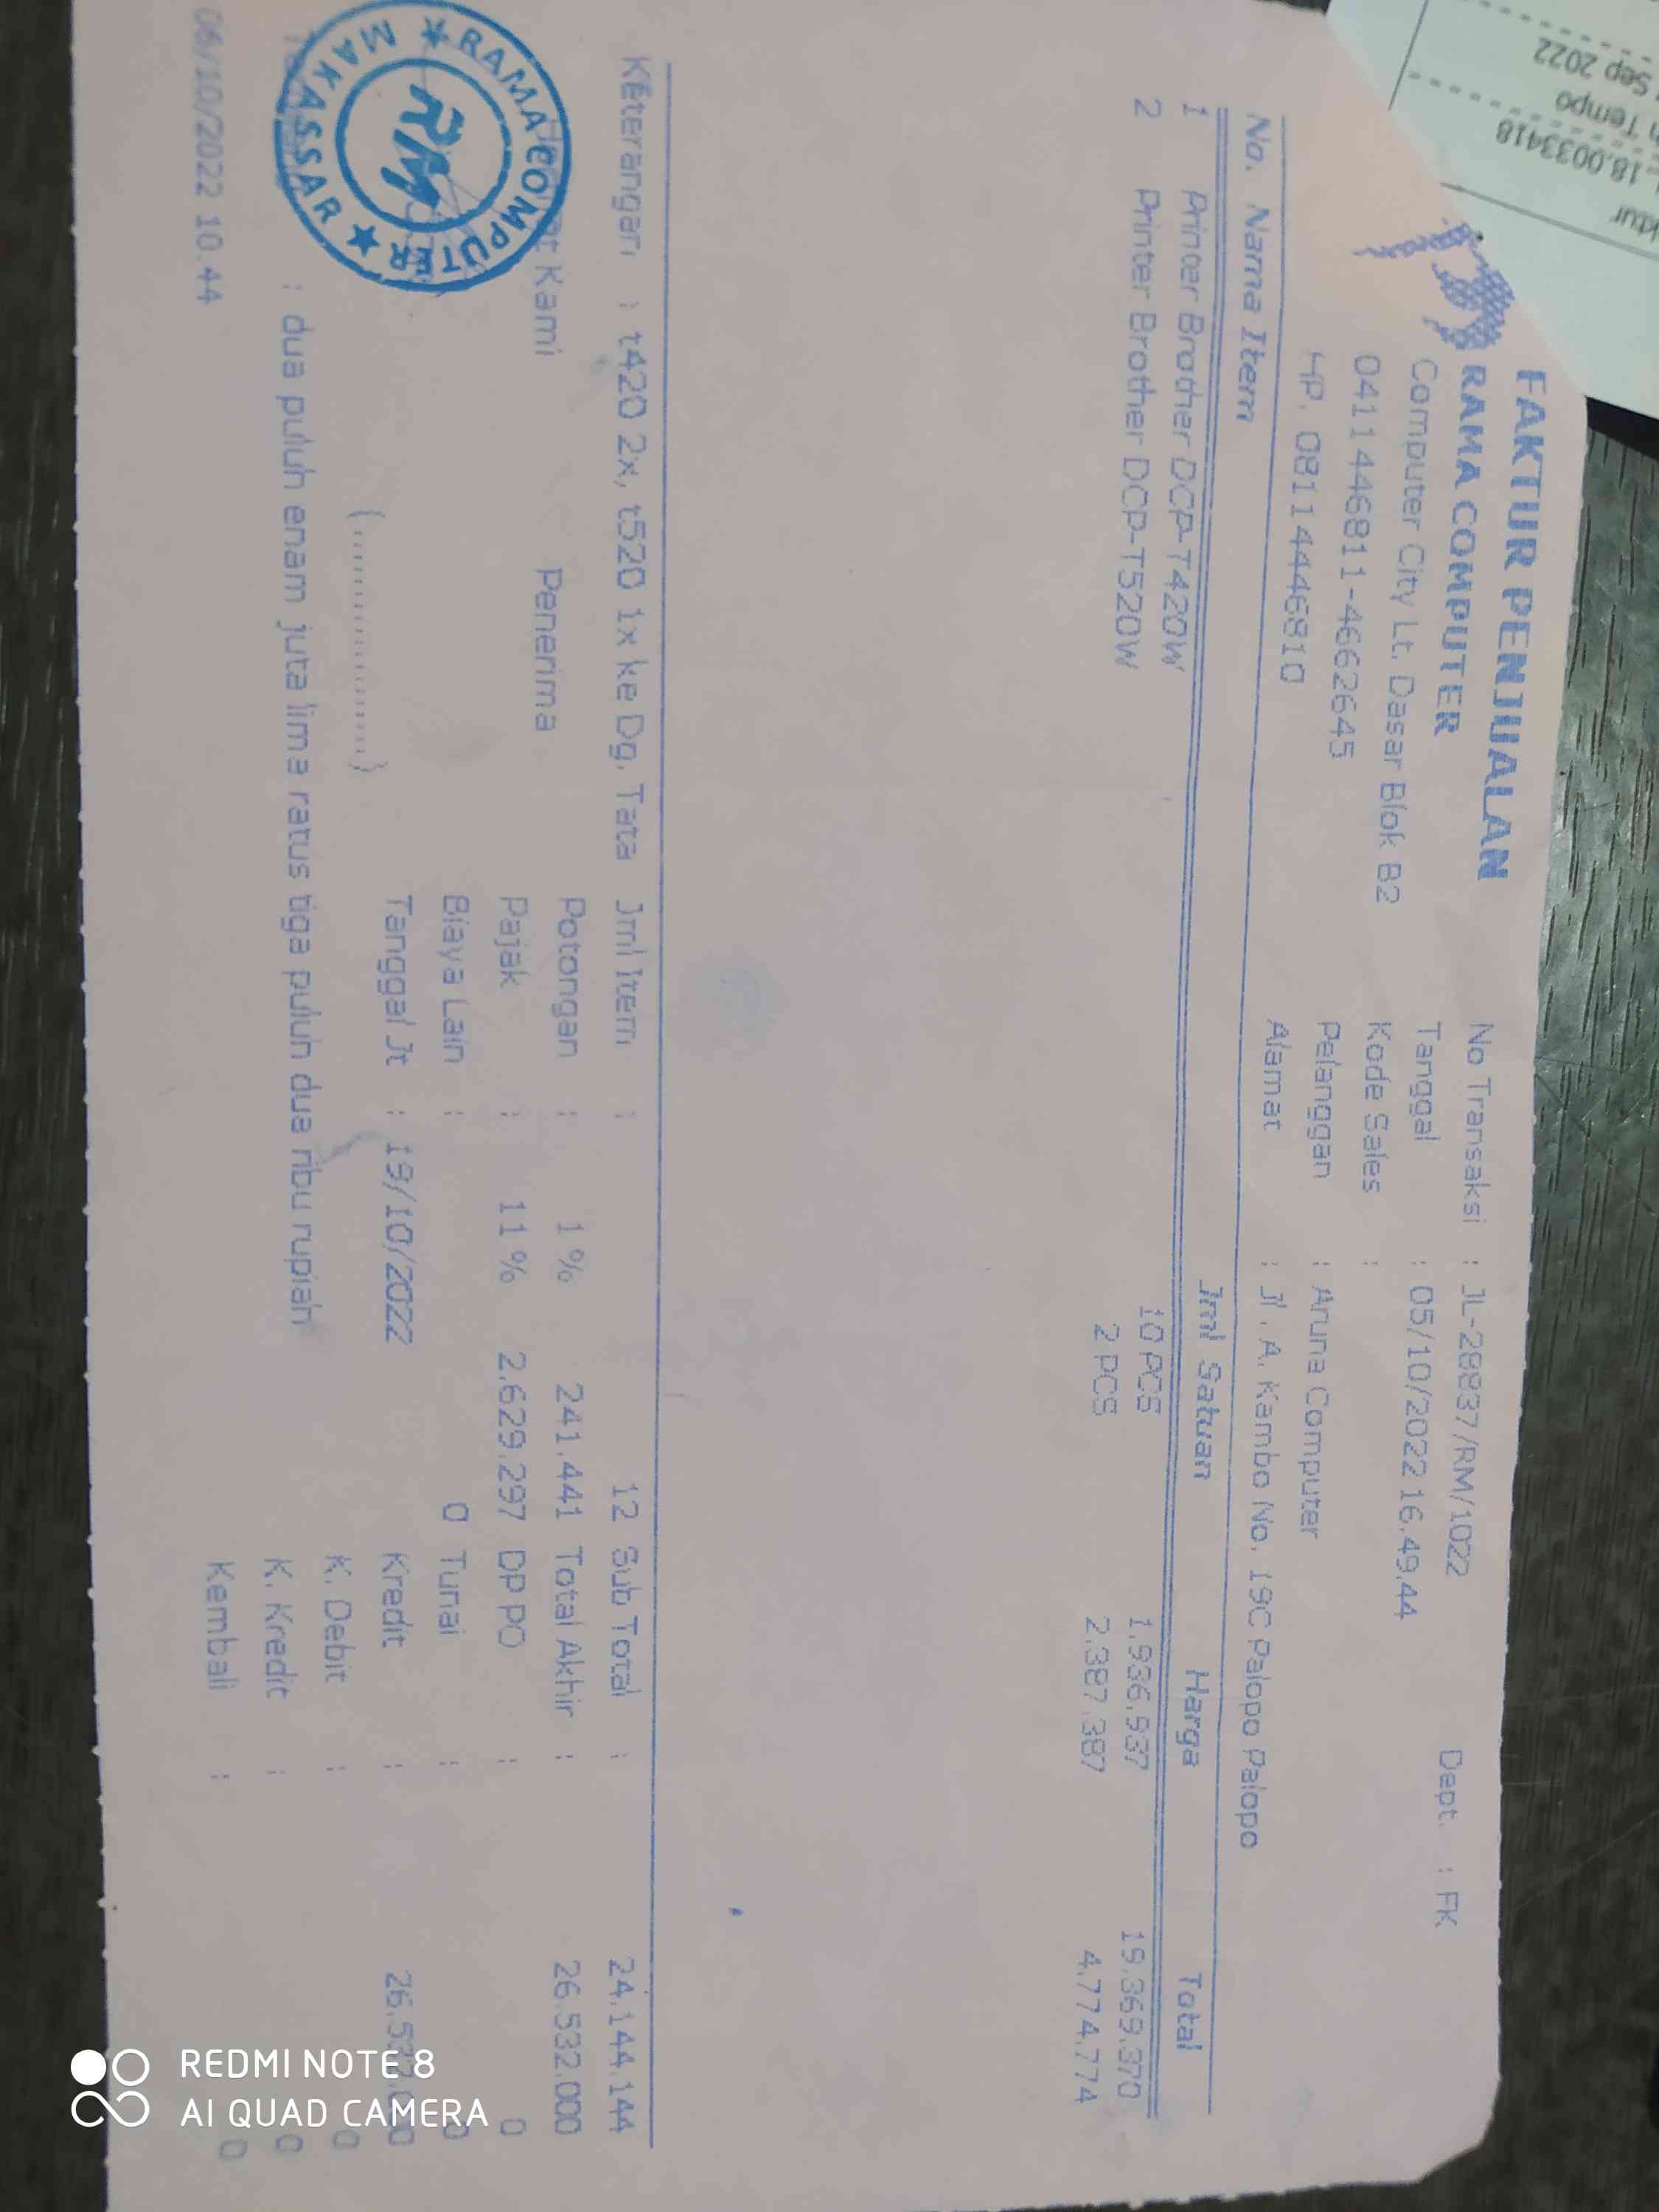 FAKTUR PENJUALAN
RAMA COMPUTER
Computer City Lt. Dasar Blok B2
0411 446811-4662645
HP. 0811 4446810
No Transaksi : JL-28837/RM/1022
Dept. : FK
Tanggal : 05/10/2022 16.49.44
Kode Sales :
Pelanggan : Aruna Computer
Alamat : Jl. A. Kambo No. 19C Palopo Palopo
No. Nama Item Jml Satuan Harga Total
1 Printer Brother DCP-T420W 10 PCS 1.936.937 19.369.370
2 Printer Brother DCP-T520W 2 PCS 2.387.387 4.774.774
Keterangan : t420 2x, t520 1x ke Dg. Tata Jml Item : 12 Sub Total : 24.144.144
Kami Penerima Potongan : 1 % 241.441 Total Akhir : 26.532.000
Pajak : 11 % 2.629.297 DP PO : 0
Biaya Lain : 0 Tunai : 0
(..................) Tanggal Jt : 19/10/2022 Kredit : 26.532.000
K. Debit : 0
: dua puluh enam juta lima ratus tiga puluh dua ribu rupiah K. Kredit : 0
06/10/2022 10.44 Kembali : 0
★ RAMA COMPUTER ★ MAKASSAR
RM
18.0033418
Tempo
Sep 2022
REDMI NOTE 8
AI QUAD CAMERA